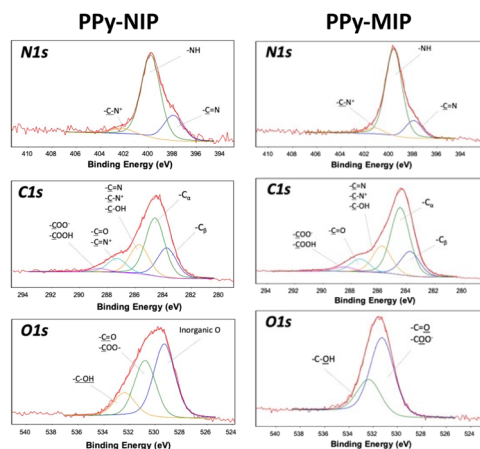 PPy-NIP
PPy-MIP
N1s
-NH
-C-N⁺
-C=N
410 408 406 404 402 400 398 396 394 392
Binding Energy (eV)
N1s
-NH
-C-N⁺
-C=N
410 408 406 404 402 400 398 396 394
Binding Energy (eV)
C1s
-C=N
-C-N⁺
-C-OH
-Cα
-COO⁻
-COOH
-C=O
-C=N⁺
-Cβ
294 292 290 288 286 284 282 280
Binding Energy (eV)
C1s
-C=N
-C-N⁺
-C-OH
-Cα
-COO⁻
-COOH
-C=O
-Cβ
294 292 290 288 286 284 282 280
Binding Energy (eV)
O1s
-C=O
-COO-
Inorganic O
-C-OH
540 538 536 534 532 530 528 526 524
Binding Energy (eV)
O1s
-C=O
-COO⁻
-C-OH
540 538 536 534 532 530 528 526 524
Binding Energy (eV)